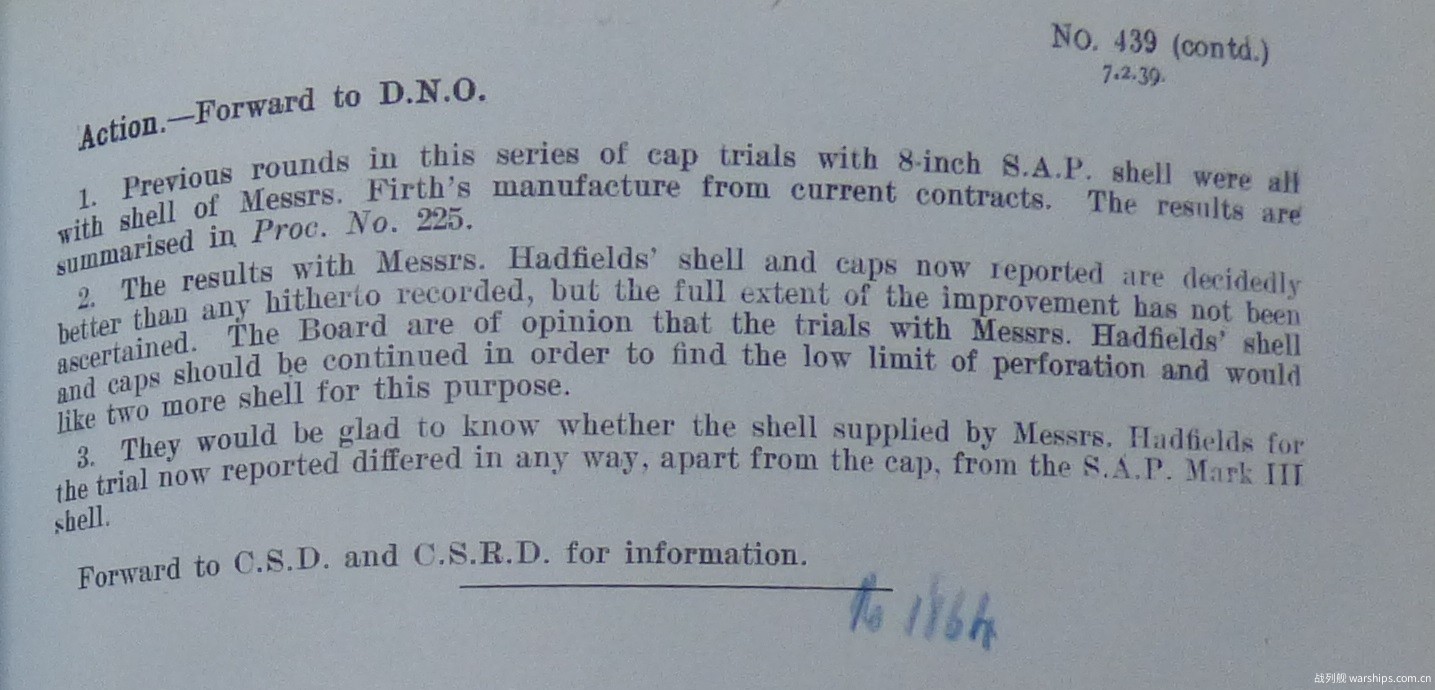 No. 439 (contd.)
7.2.39.
Action.—Forward to D.N.O.
1. Previous rounds in this series of cap trials with 8-inch S.A.P. shell were all
with shell of Messrs. Firth's manufacture from current contracts. The results are
summarised in Proc. No. 225.
2. The results with Messrs. Hadfields' shell and caps now reported are decidedly
better than any hitherto recorded, but the full extent of the improvement has not been
ascertained. The Board are of opinion that the trials with Messrs. Hadfields' shell
and caps should be continued in order to find the low limit of perforation and would
like two more shell for this purpose.
3. They would be glad to know whether the shell supplied by Messrs. Hadfields for
the trial now reported differed in any way, apart from the cap, from the S.A.P. Mark III
shell.
Forward to C.S.D. and C.S.R.D. for information.
to 1864
战列舰 warships.com.cn